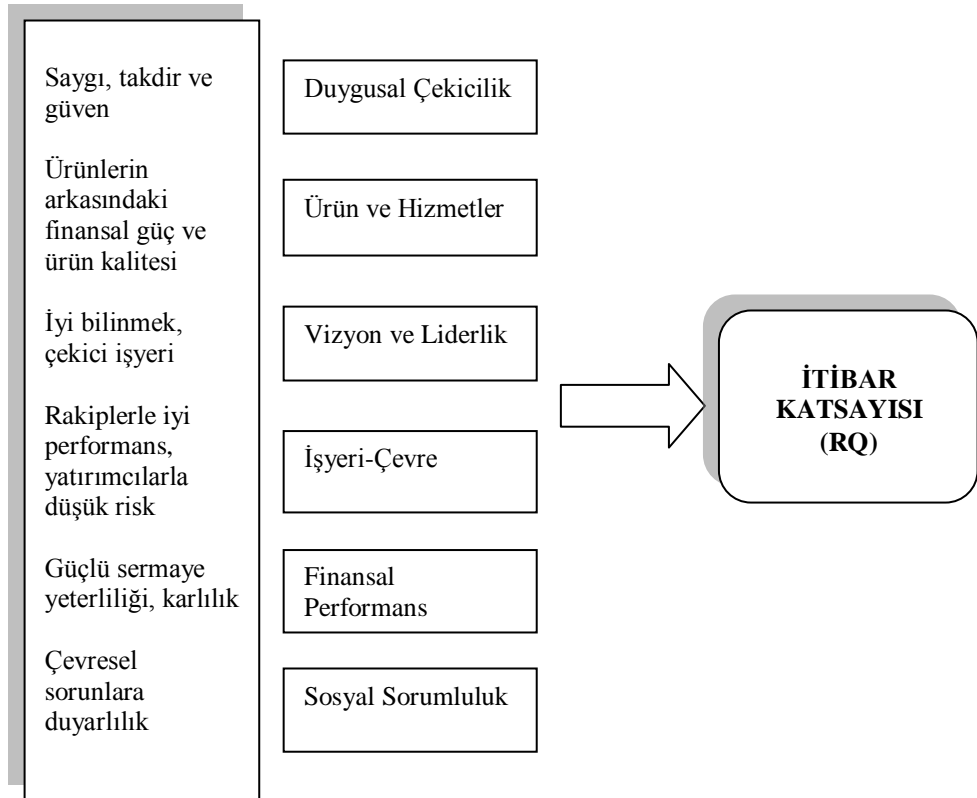 Saygı, takdir ve
güven
Ürünlerin
arkasındaki
finansal güç ve
ürün kalitesi
İyi bilinmek,
çekici işyeri
Rakiplerle iyi
performans,
yatırımcılarla
düşük risk
Güçlü sermaye
yeterliliği, karlılık
Çevresel
sorunlara
duyarlılık
Duygusal Çekicilik
Ürün ve Hizmetler
Vizyon ve Liderlik
İşyeri-Çevre
Finansal
Performans
Sosyal Sorumluluk
İTİBAR
KATSAYISI
(RQ)